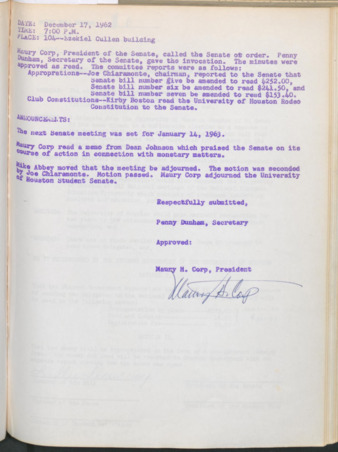 DATE: December 17, 1962
TIME: 7:00 P.M.
PLACE: 104--Ezekiel Cullen Building
Maury Corp, President of the Senate, called the Senate ob order. Penny
Dunham, Secretary of the Senate, gave the invocation. The minutes were
approved as read. The committee reports were as follows:
Approprutions--Joe Chiaramonte, chairman, reported to the Senate that
Senate bill number give be amended to read $252.00,
Senate bill number six be amended to read $241.50, and
Senate bill number seven be amended to read $153.40.
Club Constitutions--Kirby Boston read the University of Houston Rodeo
Constitution to the Senate.
ANNOUNCEMENTS:
The next Senate meeting was set for January 14, 1963.
Maury Corp read a memo from Dean Johnson which praised the Senate on its
course of action in connection with monetary matters.
Mike Abbey moved that the meeting be adjourned. The motion was seconded
by Joe Chiaramonte. Motion passed. Maury Corp adjourned the University
of Houston Student Senate.
Respectfully submitted,
Penny Dunham, Secretary
Approved:
Maury H. Corp, President
Maury H. Corp